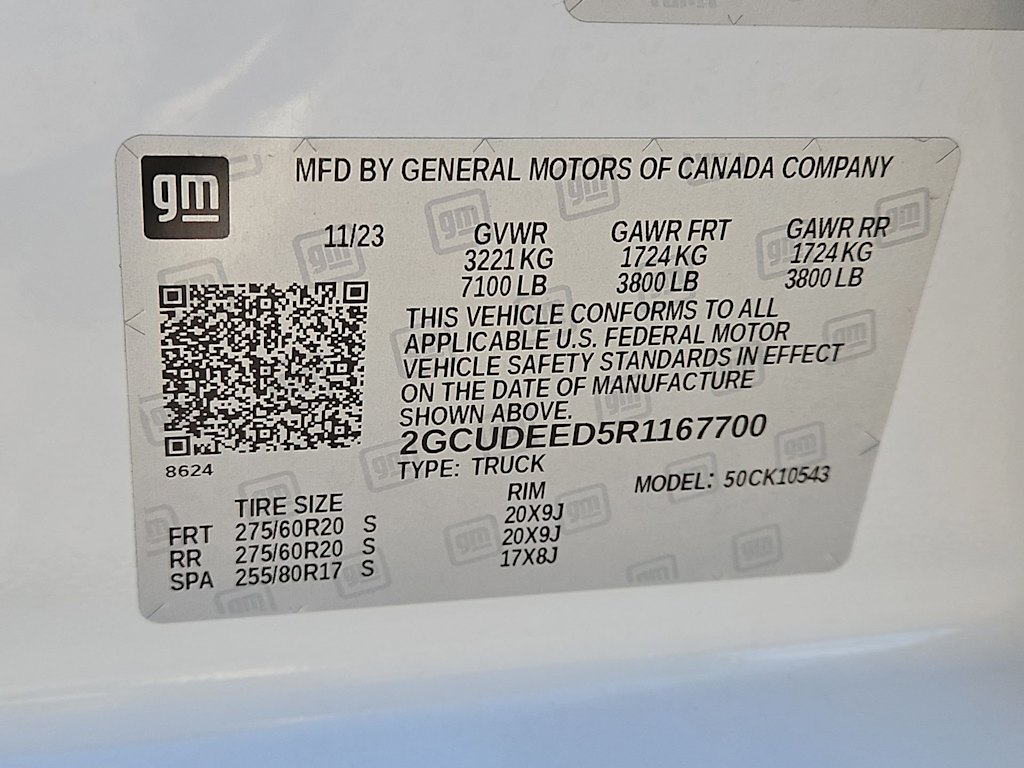 gm
MFD BY GENERAL MOTORS OF CANADA COMPANY
11/23 GVWR GAWR FRT GAWR RR
3221 KG 1724 KG 1724 KG
7100 LB 3800 LB 3800 LB
THIS VEHICLE CONFORMS TO ALL
APPLICABLE U.S. FEDERAL MOTOR
VEHICLE SAFETY STANDARDS IN EFFECT
ON THE DATE OF MANUFACTURE
SHOWN ABOVE.
2GCUDEED5R1167700
8624
TYPE: TRUCK MODEL: 50CK10543
TIRE SIZE RIM
FRT 275/60R20 S 20X9J
RR 275/60R20 S 20X9J
SPA 255/80R17 S 17X8J